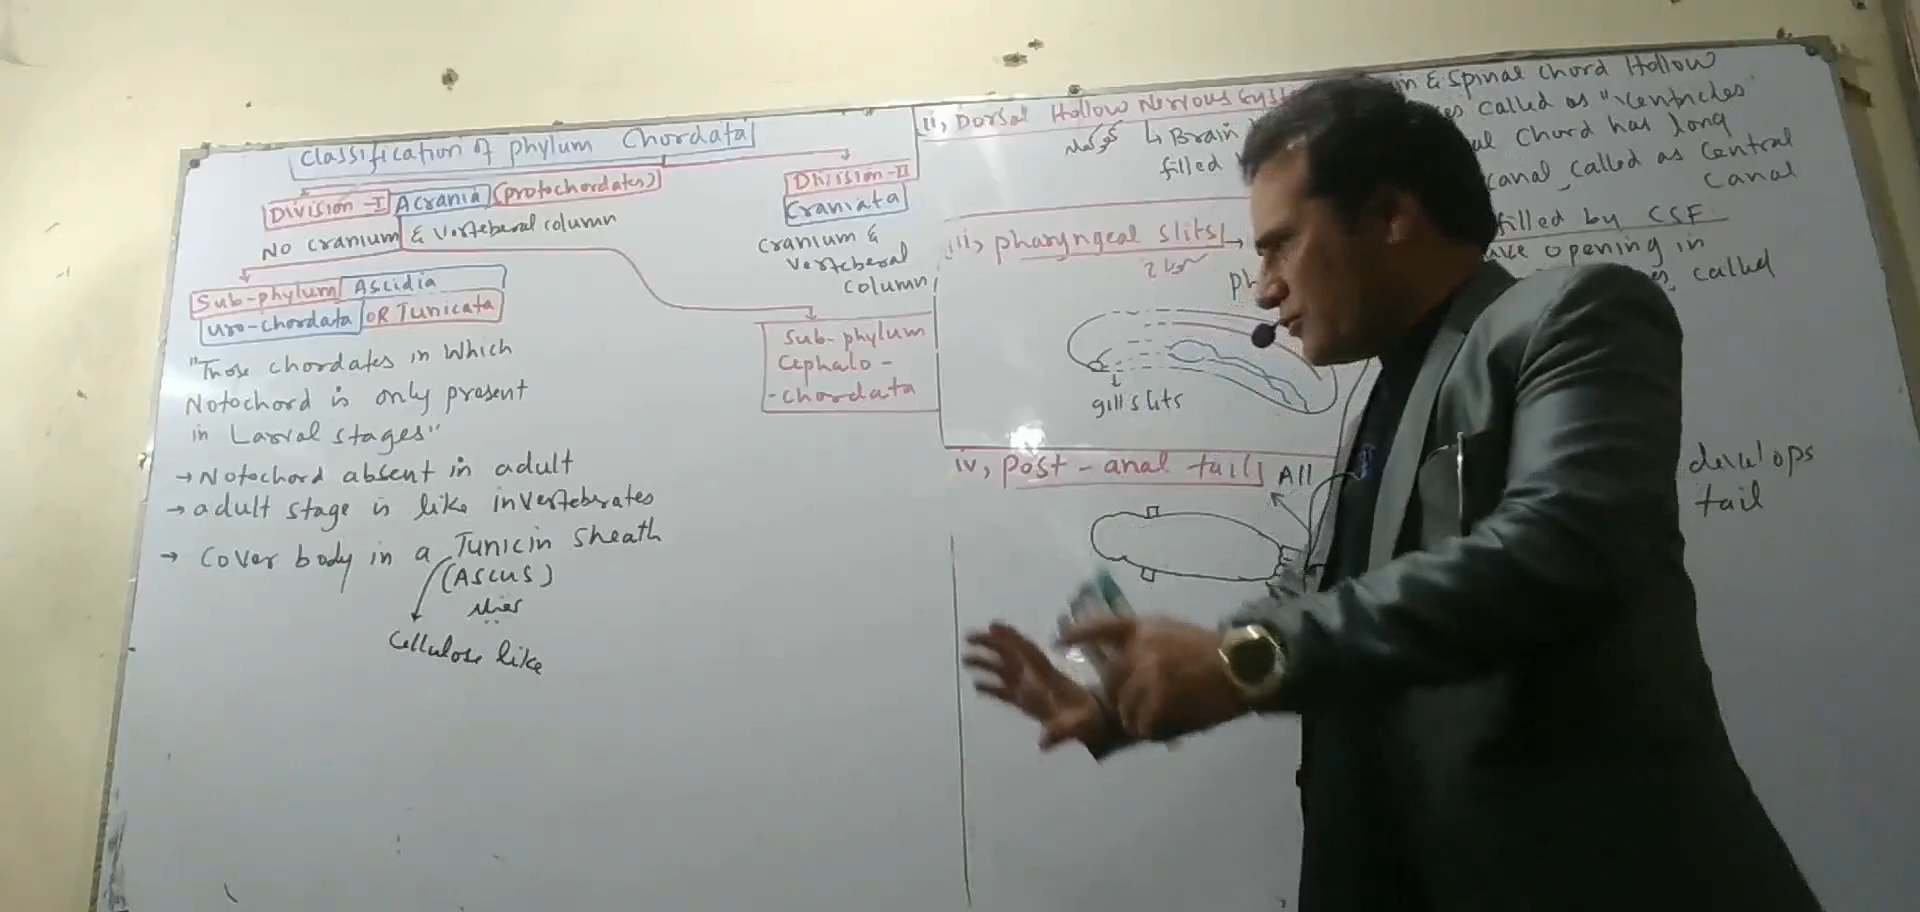 Classification of phylum Chordata
Division-I Acrania (protochordates)
No cranium & Verteberal column
Division-II
Craniata
Cranium &
Verteberal
column
Sub-phylum Ascidia
uro-chordata OR Tunicata
"Those chordates in Which
Notochord is only present
in Larval stages"
→ Notochord absent in adult
→ adult stage is like invertebrates
→ Cover body in a Tunicin Sheath
(Ascus)
Cellulose like
Sub-phylum
Cephalo-
-chordata
ii, Dorsal Hollow Nervous
↳ Brain
filled
& Spinal Chord Hollow
called as "Ventricles"
Chord has long
canal called as Central
Canal
filled by CSF
opening in
called
iii, pharyngeal slits →
gill slits
iv, Post-anal tail
All
develops
tail